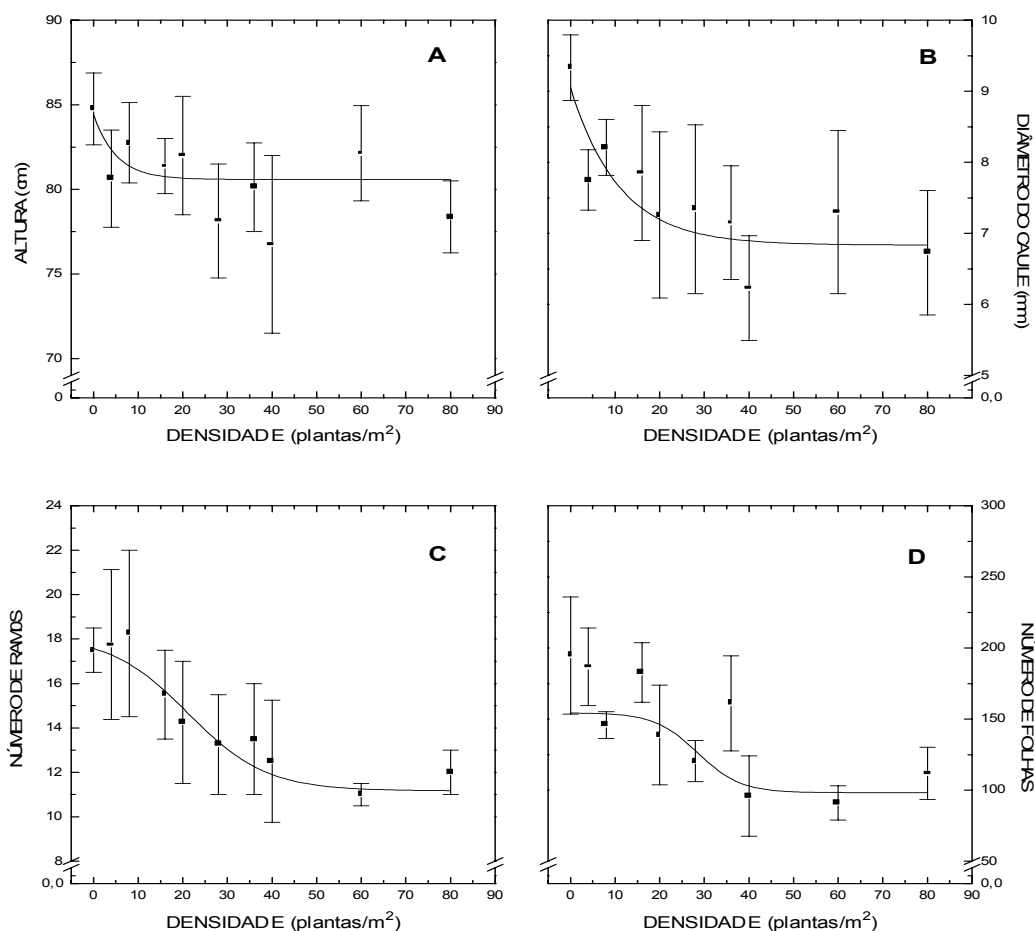 A
ALTURA (cm)
90
85
80
75
70
0
0 10 20 30 40 50 60 70 80 90
DENSIDADE (plantas/m²)
B
DIÂMETRO DO CAULE (mm)
10
9
8
7
6
5
0,0
0 10 20 30 40 50 60 70 80
DENSIDADE (plantas/m²)
C
NÚMERO DE RAMOS
24
22
20
18
16
14
12
10
8
0,0
0 10 20 30 40 50 60 70 80 90
DENSIDADE (plantas/m²)
D
NÚMERO DE FOLHAS
300
250
200
150
100
50
0,0
0 10 20 30 40 50 60 70 80 90
DENSIDADE (plantas/m²)